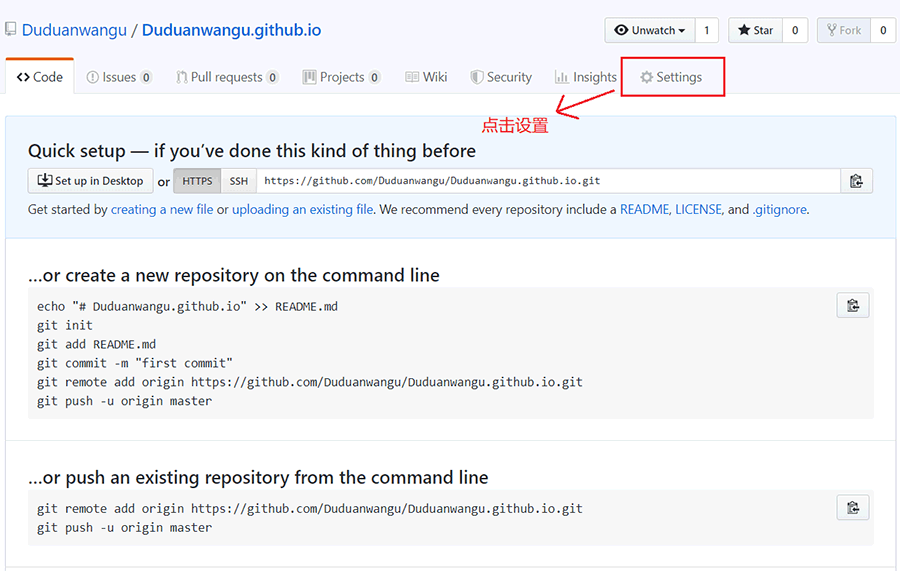 Duduanwangu / Duduanwangu.github.io
Unwatch 1 Star 0 Fork 0
<> Code Issues 0 Pull requests 0 Projects 0 Wiki Security Insights Settings
点击设置
Quick setup — if you’ve done this kind of thing before
Set up in Desktop or HTTPS SSH https://github.com/Duduanwangu/Duduanwangu.github.io.git
Get started by creating a new file or uploading an existing file. We recommend every repository include a README, LICENSE, and .gitignore.
…or create a new repository on the command line
echo "# Duduanwangu.github.io" >> README.md
git init
git add README.md
git commit -m "first commit"
git remote add origin https://github.com/Duduanwangu/Duduanwangu.github.io.git
git push -u origin master
…or push an existing repository from the command line
git remote add origin https://github.com/Duduanwangu/Duduanwangu.github.io.git
git push -u origin master